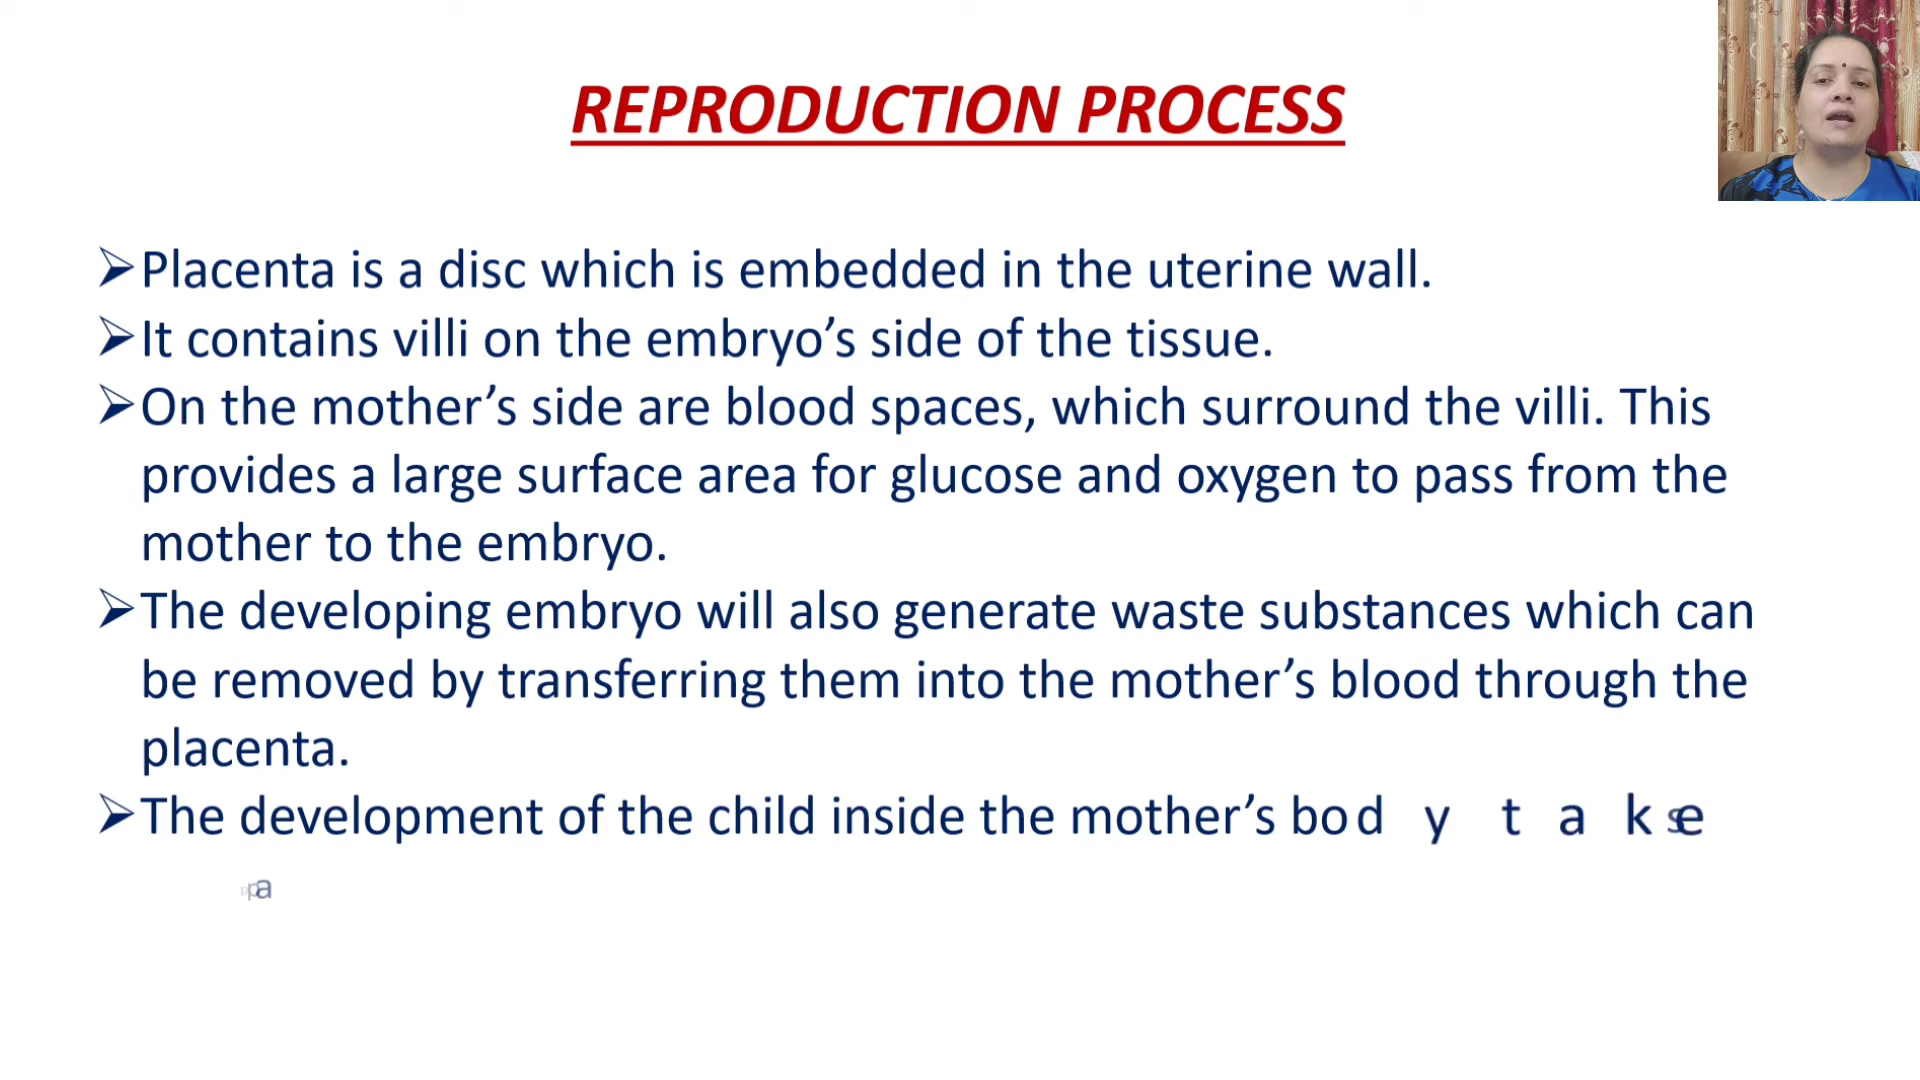 REPRODUCTION PROCESS
➢Placenta is a disc which is embedded in the uterine wall.
➢It contains villi on the embryo’s side of the tissue.
➢On the mother’s side are blood spaces, which surround the villi. This
provides a large surface area for glucose and oxygen to pass from the
mother to the embryo.
➢The developing embryo will also generate waste substances which can
be removed by transferring them into the mother’s blood through the
placenta.
➢The development of the child inside the mother’s body take